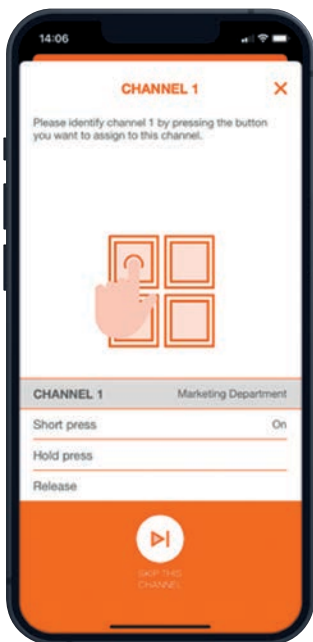 14:06
CHANNEL 1
Please identify channel 1 by pressing the button
you want to assign to this channel.
CHANNEL 1 Marketing Department
Short press On
Hold press
Release
SKIP THIS
CHANNEL